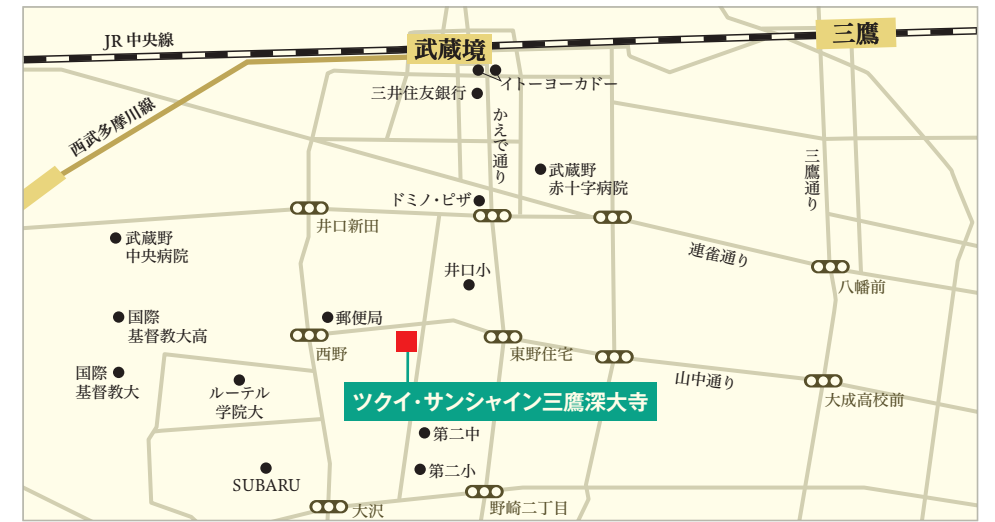 JR 中央線
武蔵境
三鷹
西武多摩川線
イトーヨーカドー
三井住友銀行
かえで通り
武蔵野
赤十字病院
三鷹通り
ドミノ・ピザ
井口新田
武蔵野
中央病院
連雀通り
井口小
八幡前
国際
基督教大高
郵便局
西野
東野住宅
国際
基督教大
ルーテル
学院大
山中通り
大成高校前
ツクイ・サンシャイン三鷹深大寺
第二中
第二小
SUBARU
大沢
野崎二丁目